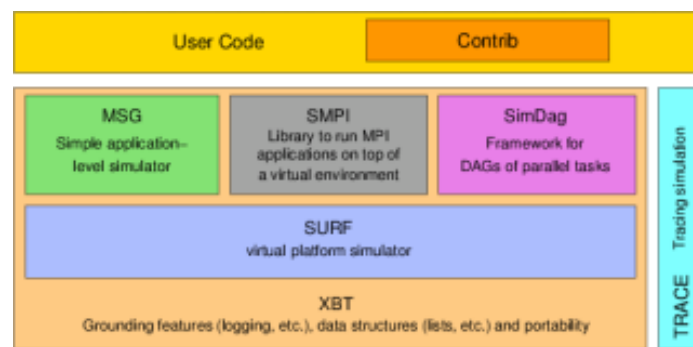 User Code
Contrib
MSG
Simple application–
level simulator
SMPI
Library to run MPI
applications on top of
a virtual environment
SimDag
Framework for
DAGs of parallel tasks
SURF
virtual platform simulator
XBT
Grounding features (logging, etc.), data structures (lists, etc.) and portability
TRACE Tracing simulation